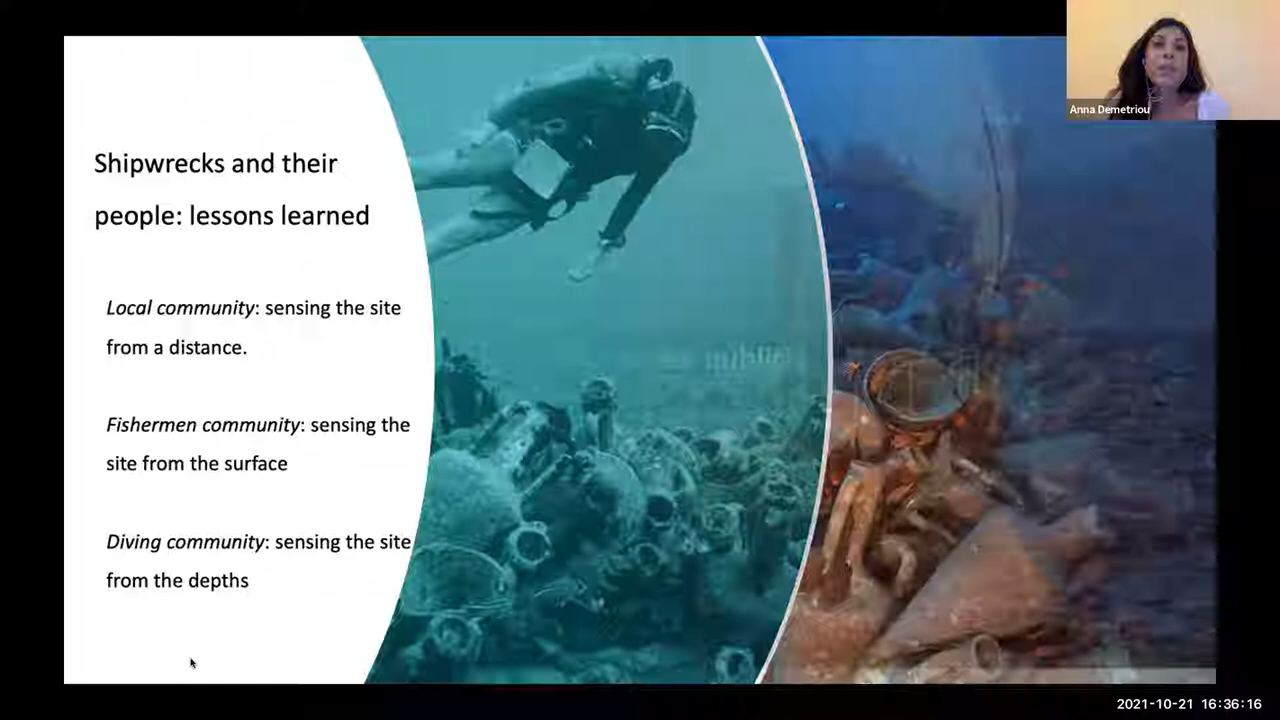 Anna Demetriou
Shipwrecks and their
people: lessons learned
Local community: sensing the site
from a distance.
Fishermen community: sensing the
site from the surface
Diving community: sensing the site
from the depths
2021-10-21 16:36:16